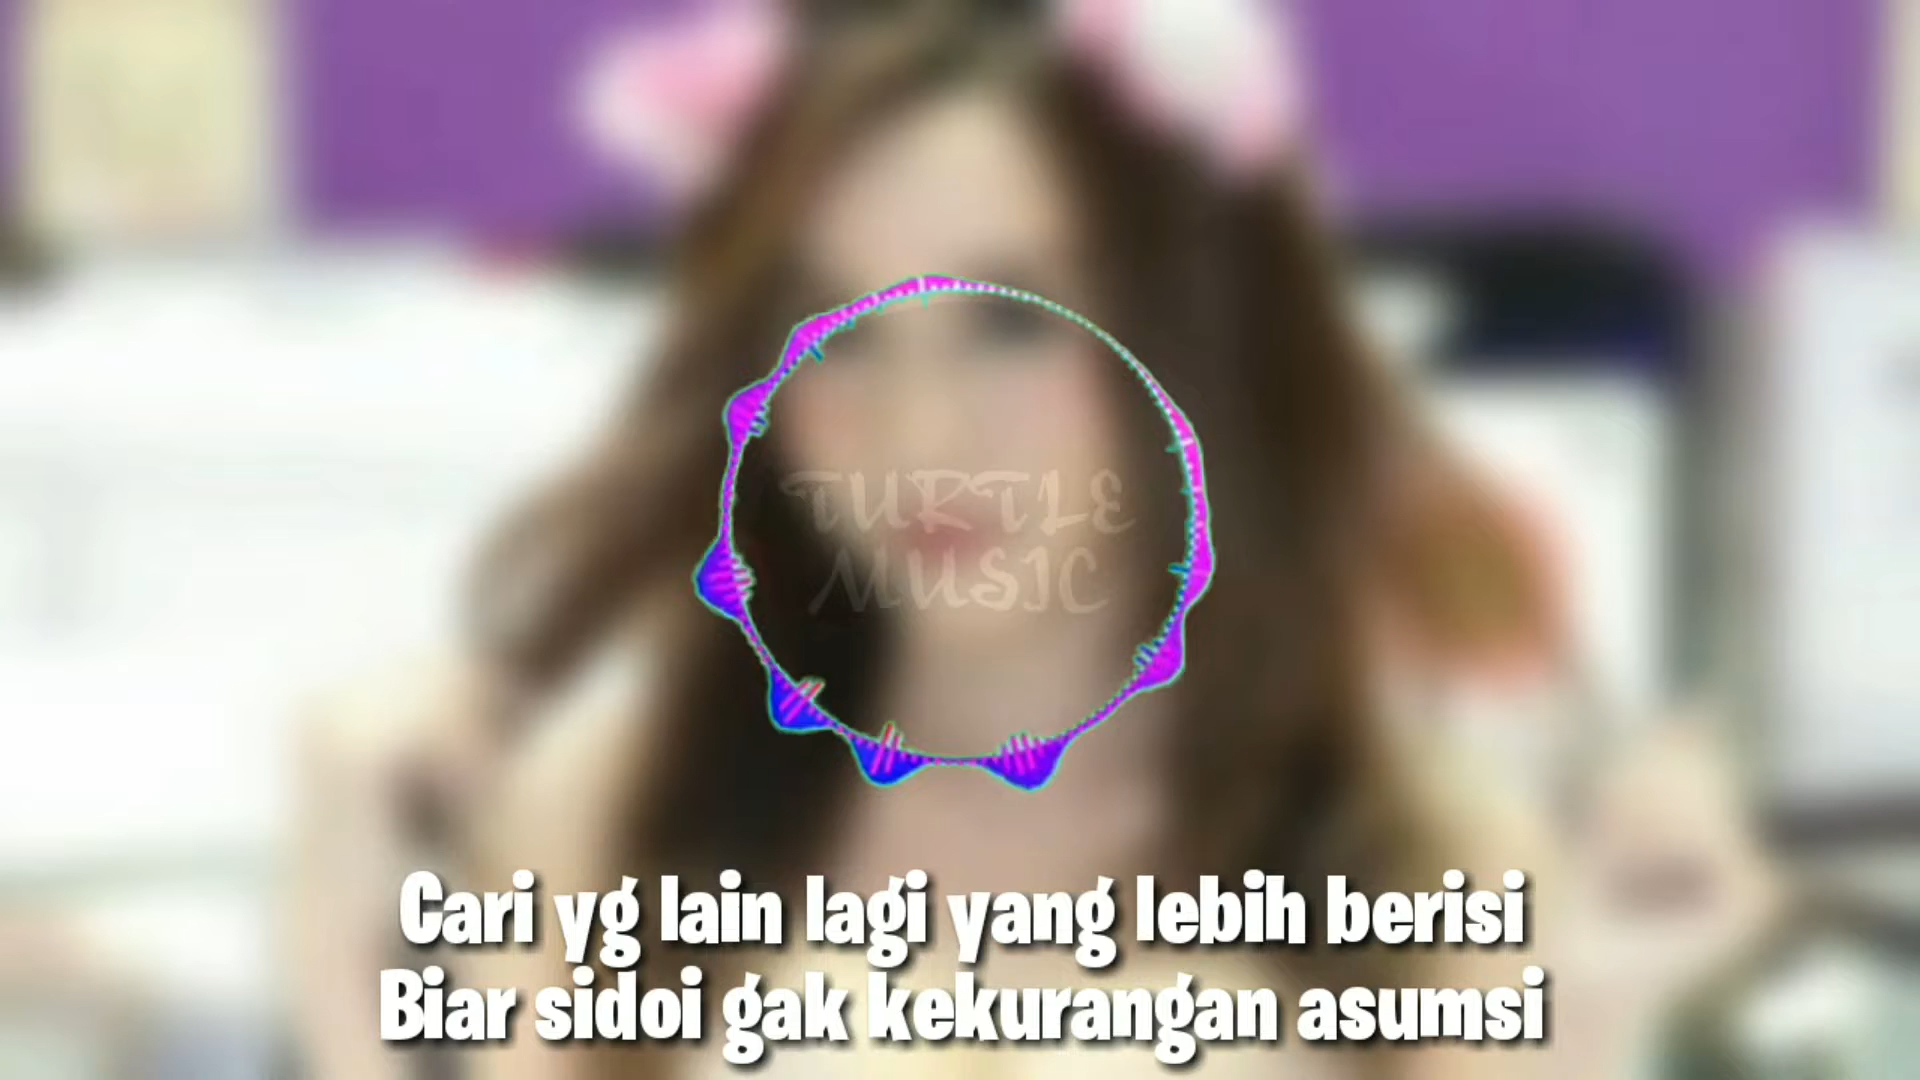 TURTLE
MUSIC
Cari yg lain lagi yang lebih berisi
Biar sidoi gak kekurangan asumsi